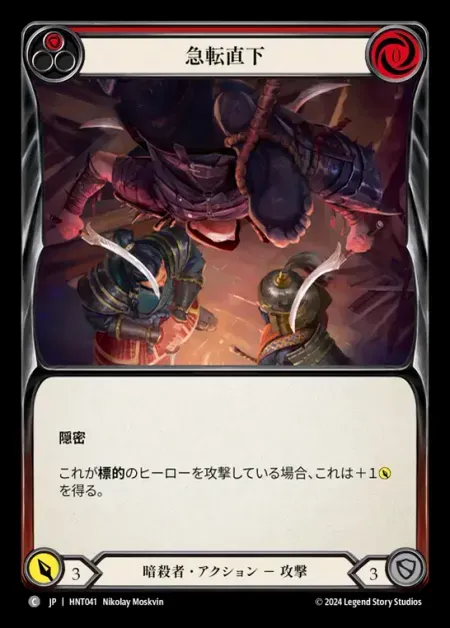 急転直下
0
隠密
これが標的のヒーローを攻撃している場合、これは+1
を得る。
3
暗殺者・アクション − 攻撃
3
C JP | HNT041 Nikolay Moskvin
© 2024 Legend Story Studios